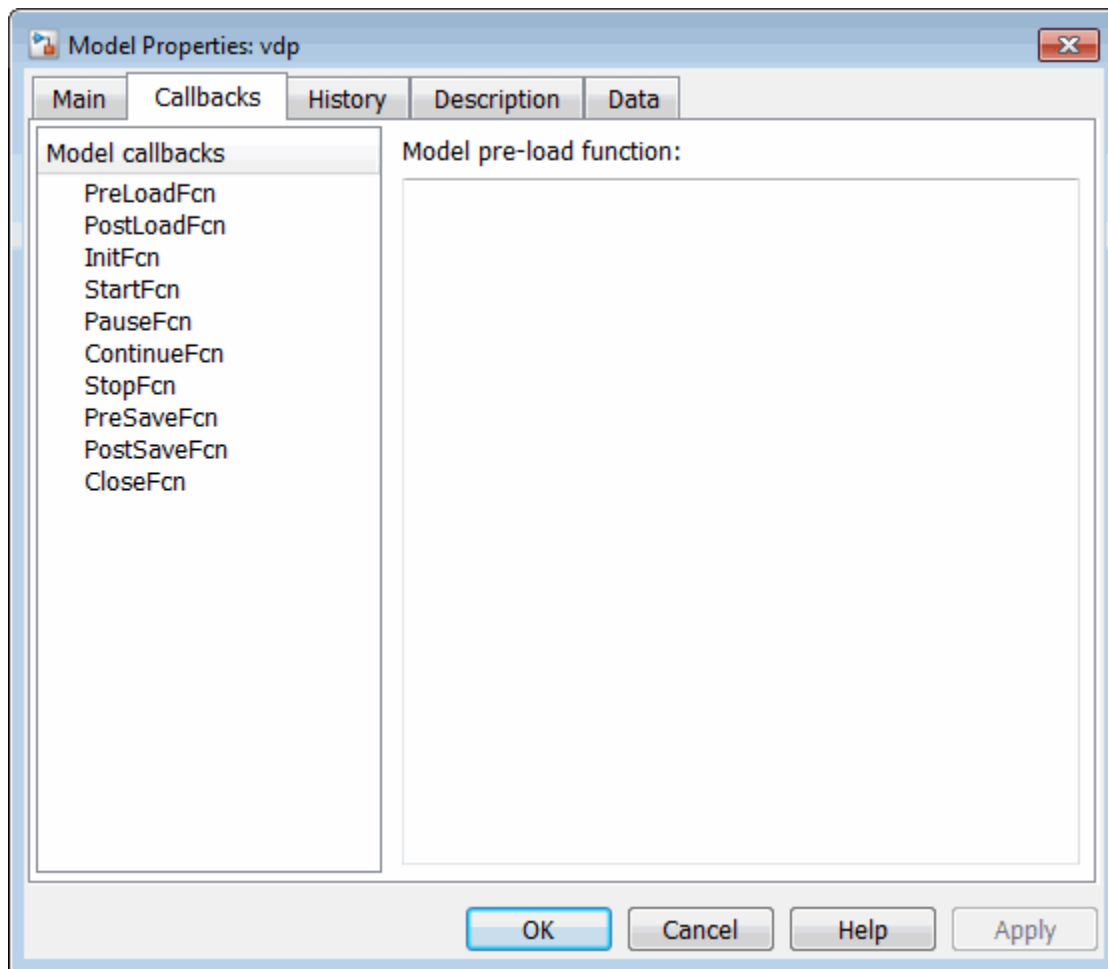 Model Properties: vdp
Main Callbacks History Description Data
Model callbacks
PreLoadFcn
PostLoadFcn
InitFcn
StartFcn
PauseFcn
ContinueFcn
StopFcn
PreSaveFcn
PostSaveFcn
CloseFcn
Model pre-load function:
OK Cancel Help Apply